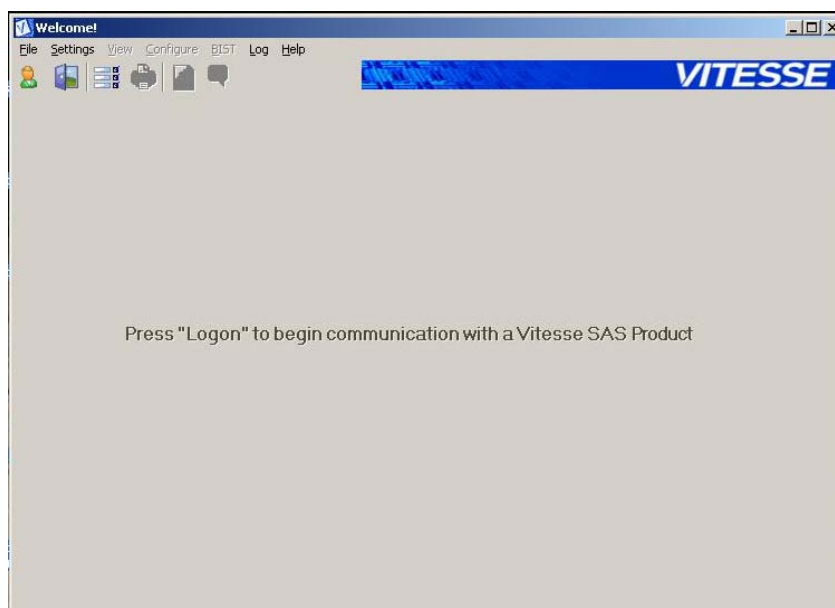 Welcome!
File Settings View Configure BIST Log Help
VITESSE
Press "Logon" to begin communication with a Vitesse SAS Product